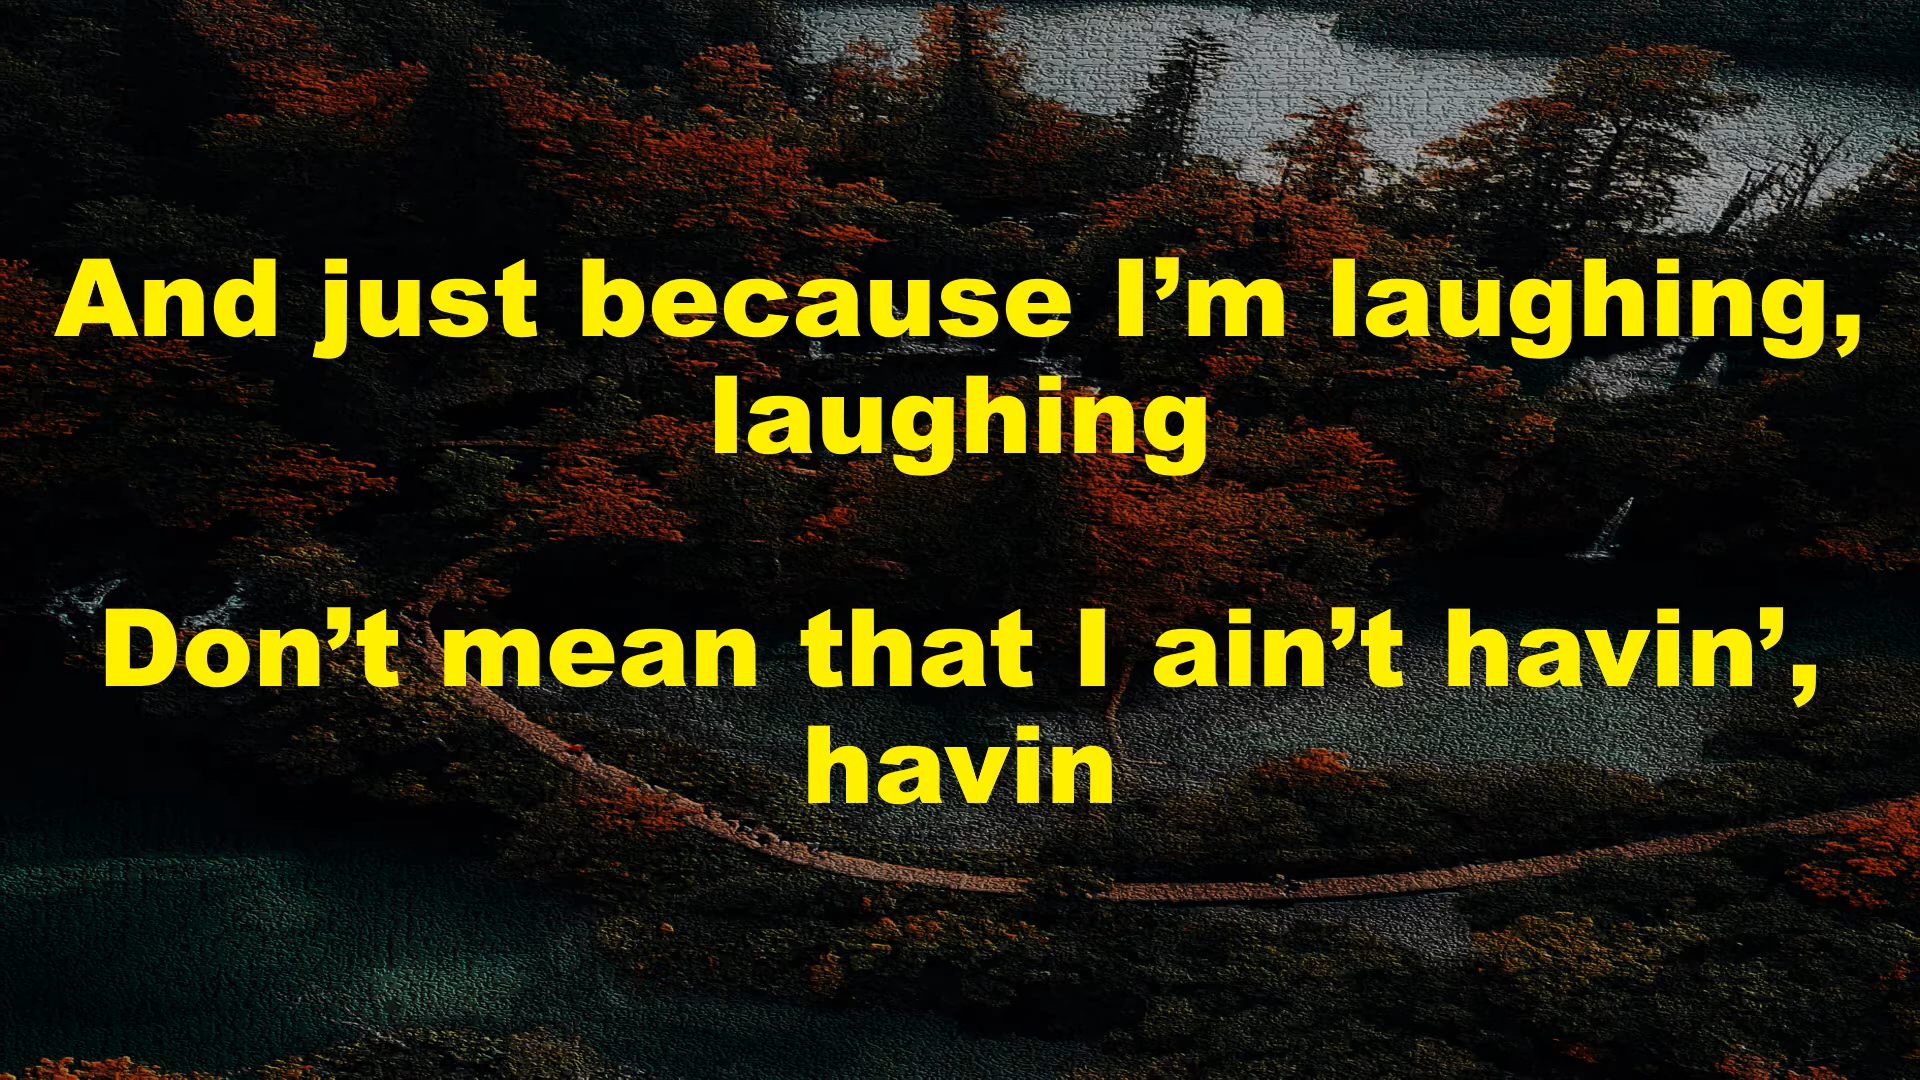 And just because I’m laughing,
laughing
Don’t mean that I ain’t havin’,
havin